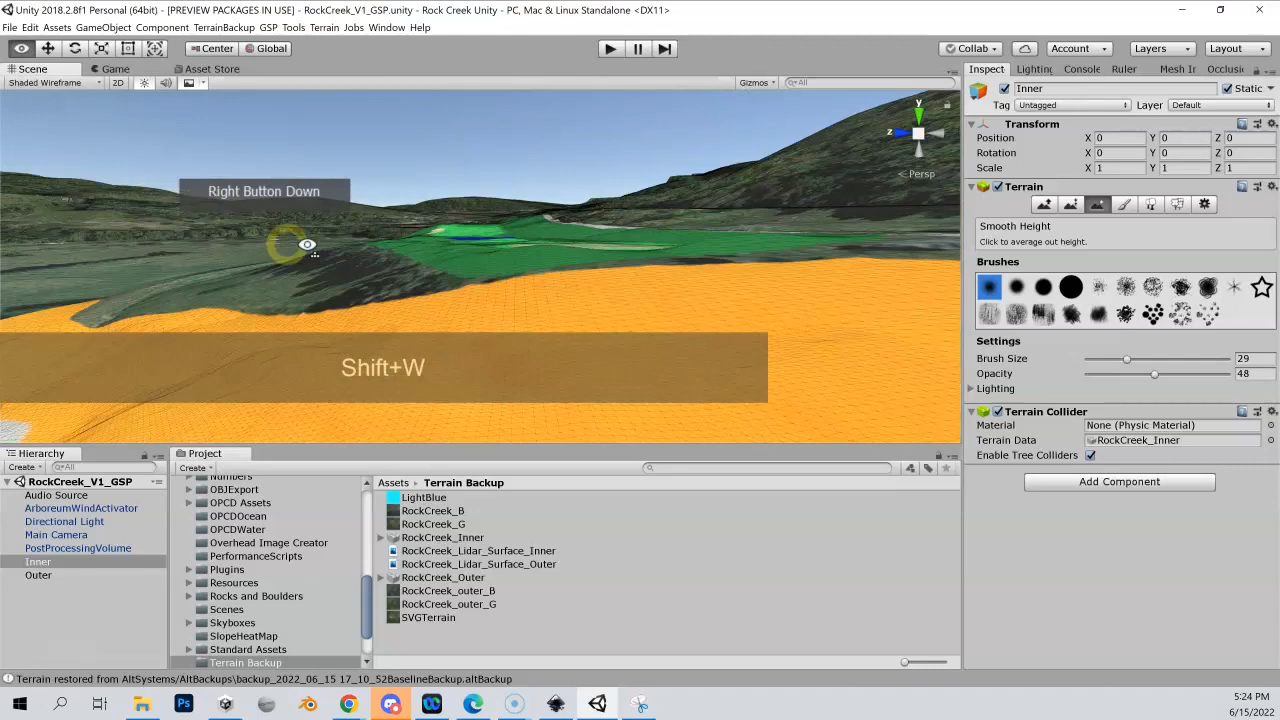 Unity 2018.2.8f1 Personal (64bit) - [PREVIEW PACKAGES IN USE] - RockCreek_V1_GSP.unity - Rock Creek Unity - PC, Mac & Linux Standalone <DX11>
File Edit Assets GameObject Component TerrainBackup GSP Tools Terrain Jobs Window Help
Center Global Collab Account Layers Layout
Scene Game Asset Store
Shaded Wireframe 2D Gizmos All
y
z
Persp
Right Button Down
Shift+W
Inspect Lighting Console Ruler Mesh Ir Occlusi
Inner Static
Tag Untagged Layer Default
Transform
Position X 0 Y 0 Z 0
Rotation X 0 Y 0 Z 0
Scale X 1 Y 1 Z 1
Terrain
Smooth Height
Click to average out height.
Brushes
Settings
Brush Size 29
Opacity 48
Lighting
Terrain Collider
Material None (Physic Material)
Terrain Data RockCreek_Inner
Enable Tree Colliders
Add Component
Hierarchy
Create All
RockCreek_V1_GSP
Audio Source
ArboreumWindActivator
Directional Light
Main Camera
PostProcessingVolume
Inner
Outer
Project
Create
Numbers
OBJExport
OPCD Assets
OPCDOcean
OPCDWater
Overhead Image Creator
PerformanceScripts
Plugins
Resources
Rocks and Boulders
Scenes
Skyboxes
SlopeHeatMap
Standard Assets
Terrain Backup
Assets Terrain Backup
LightBlue
RockCreek_B
RockCreek_G
RockCreek_Inner
RockCreek_Lidar_Surface_Inner
RockCreek_Lidar_Surface_Outer
RockCreek_Outer
RockCreek_outer_B
RockCreek_outer_G
SVGTerrain
Terrain restored from AltSystems/AltBackups\backup_2022_06_15 17_10_52BaselineBackup.altBackup
Ps
5:24 PM
6/15/2022